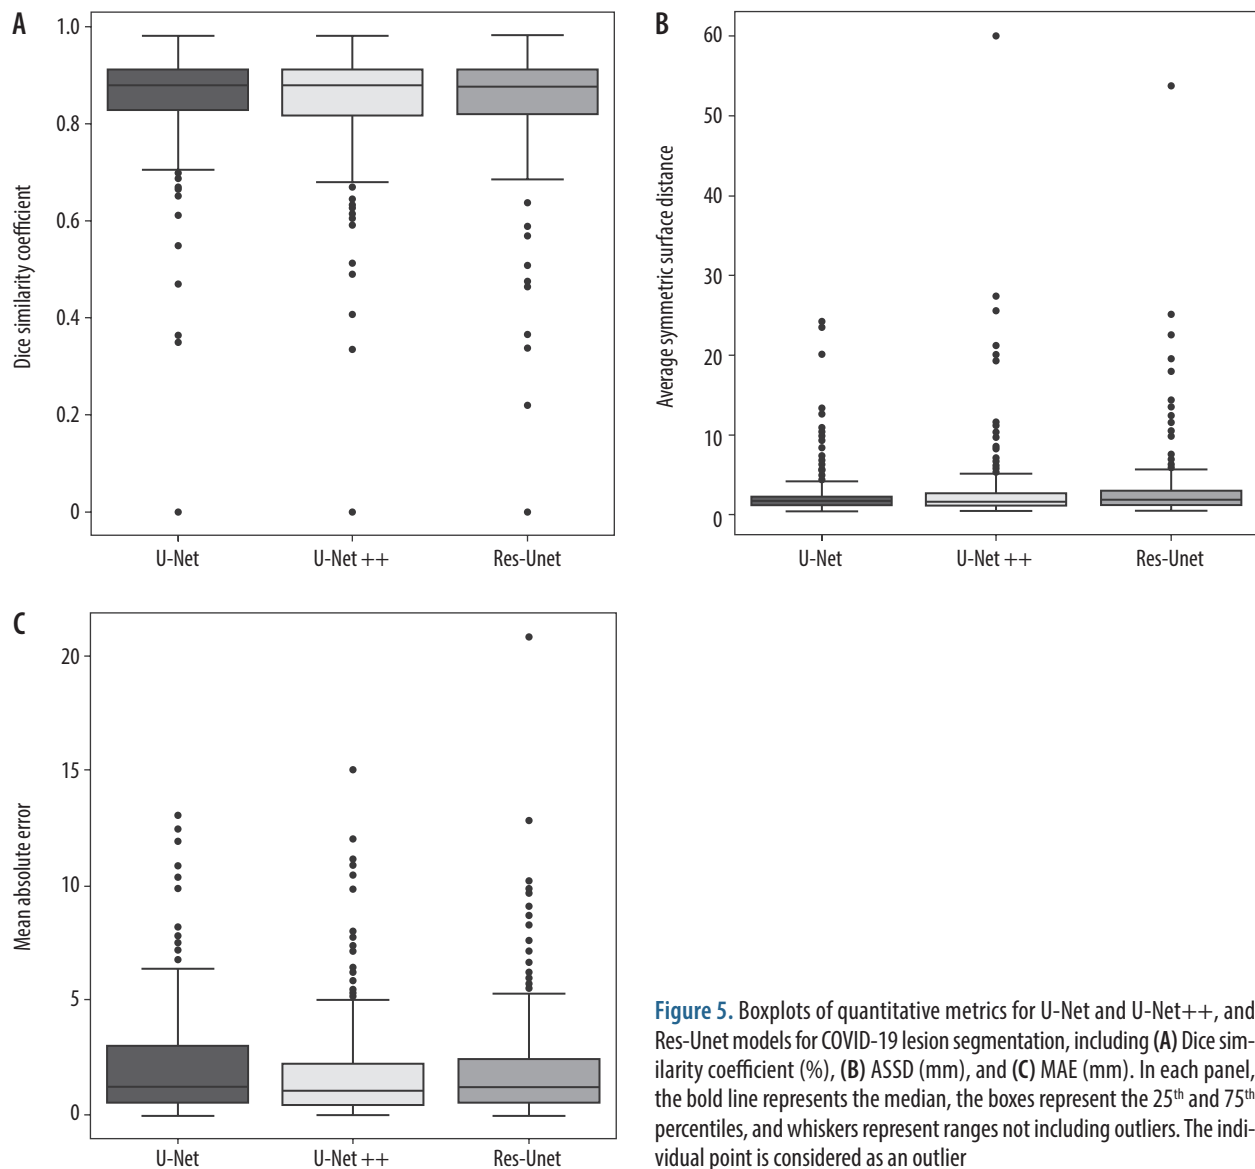 A
1.0
0.8
0.6
0.4
0.2
0
Dice similarity coefficient
U-Net
U-Net ++
Res-Unet
B
60
50
40
30
20
10
0
Average symmetric surface distance
U-Net
U-Net ++
Res-Unet
C
20
15
10
5
0
Mean absolute error
U-Net
U-Net ++
Res-Unet
Figure 5. Boxplots of quantitative metrics for U-Net and U-Net++, and
Res-Unet models for COVID-19 lesion segmentation, including (A) Dice sim-
ilarity coefficient (%), (B) ASSD (mm), and (C) MAE (mm). In each panel,
the bold line represents the median, the boxes represent the 25th and 75th
percentiles, and whiskers represent ranges not including outliers. The indi-
vidual point is considered as an outlier